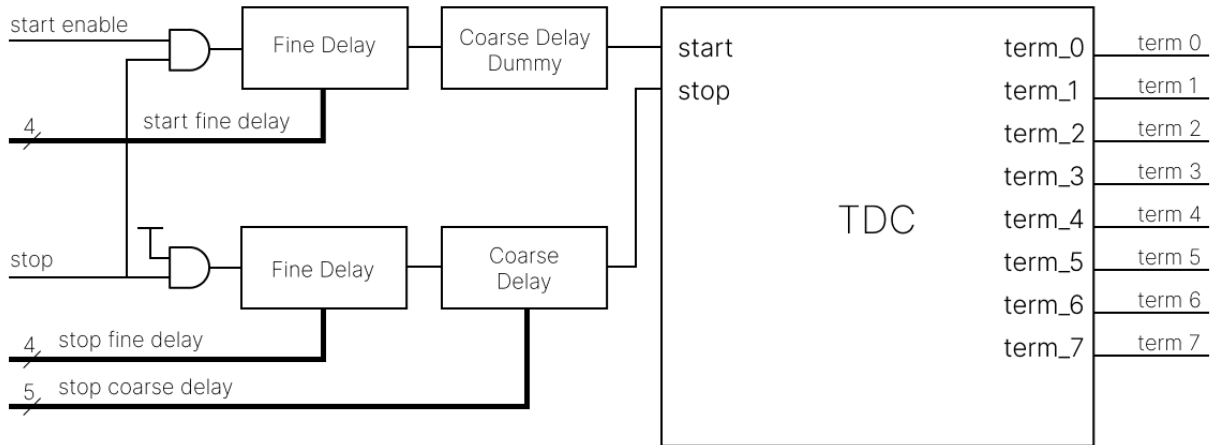 start enable
Fine Delay
Coarse Delay
Dummy
4
start fine delay
stop
Fine Delay
Coarse
Delay
4
stop fine delay
5
stop coarse delay
start
stop
TDC
term_0
term 0
term_1
term 1
term_2
term 2
term_3
term 3
term_4
term 4
term_5
term 5
term_6
term 6
term_7
term 7